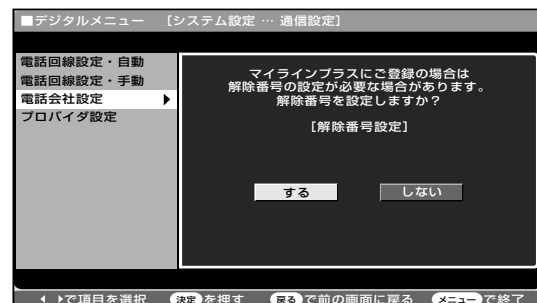 ■デジタルメニュー [システム設定 … 通信設定]
電話回線設定・自動
電話回線設定・手動
電話会社設定
プロバイダ設定
マイラインプラスにご登録の場合は
解除番号の設定が必要な場合があります。
解除番号を設定しますか?
[解除番号設定]
する しない
で項目を選択 決定を押す 戻るで前の画面に戻る メニューで終了